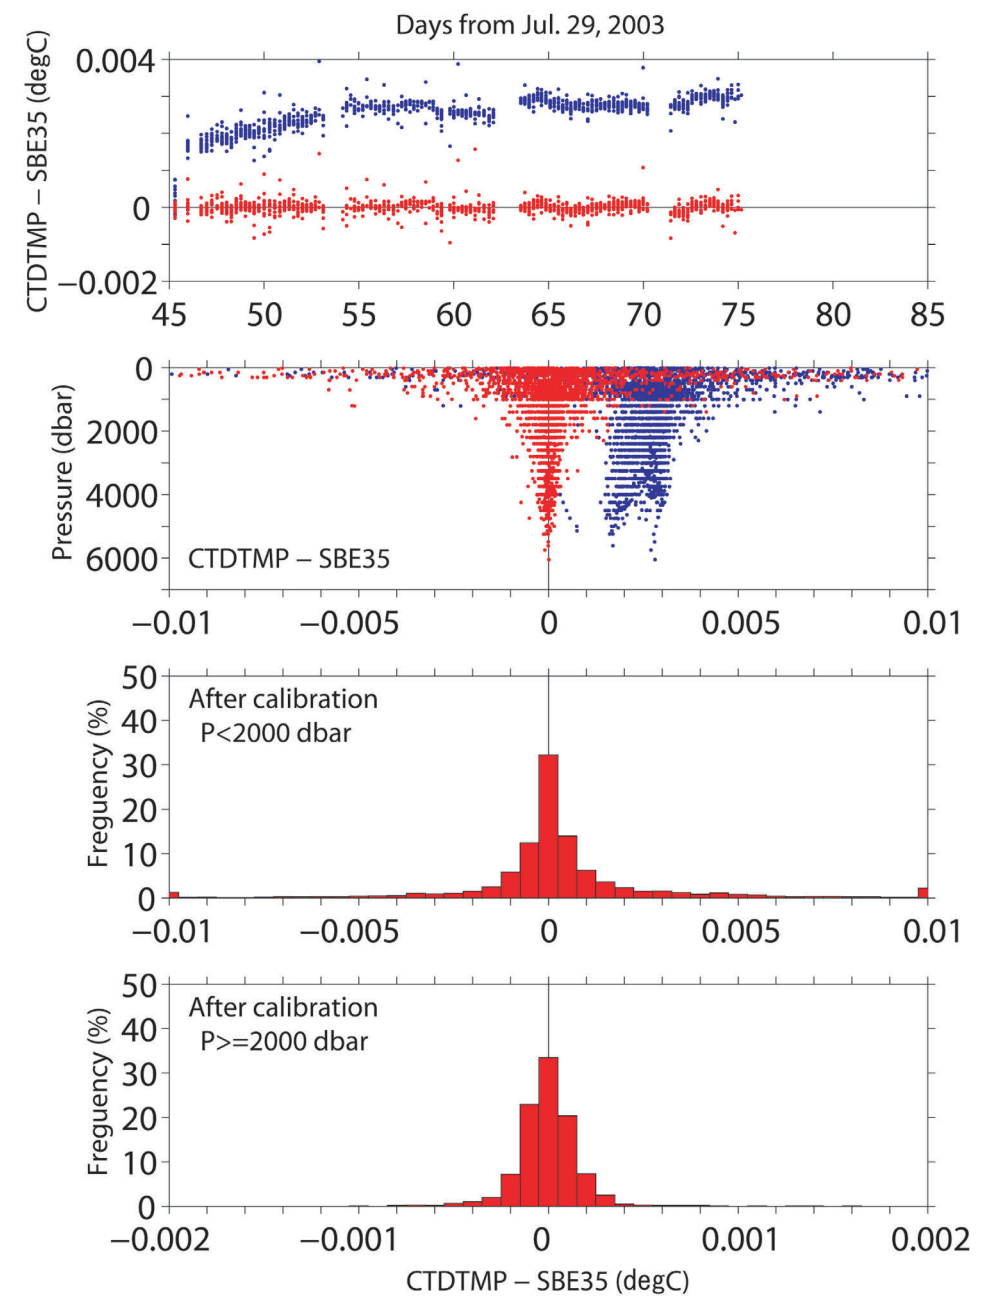 Days from Jul. 29, 2003
CTDTMP – SBE35 (degC)
0.004
0
−0.002
45 50 55 60 65 70 75 80 85
Pressure (dbar)
0
2000
4000
6000
CTDTMP – SBE35
−0.01 −0.005 0 0.005 0.01
Freguency (%)
50
40
30
20
10
0
After calibration
P<2000 dbar
−0.01 −0.005 0 0.005 0.01
Freguency (%)
50
40
30
20
10
0
After calibration
P>=2000 dbar
−0.002 −0.001 0 0.001 0.002
CTDTMP – SBE35 (degC)